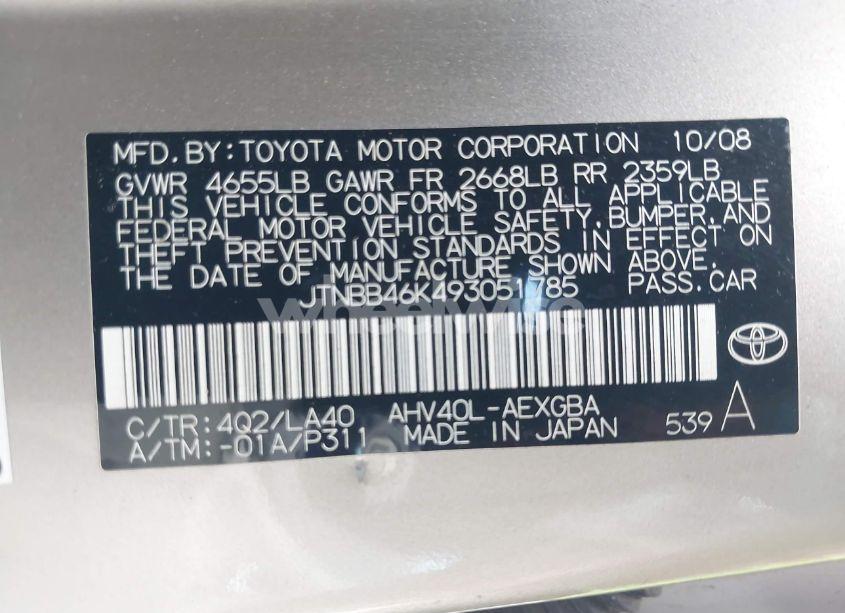 MFD.BY:TOYOTA MOTOR CORPORATION 10/08
GVWR 4655LB GAWR FR 2668LB RR 2359LB
THIS VEHICLE CONFORMS TO ALL APPLICABLE
FEDERAL MOTOR VEHICLE SAFETY,BUMPER,AND
THEFT PREVENTION STANDARDS IN EFFECT ON
THE DATE OF MANUFACTURE SHOWN ABOVE.
JTNBB46K493051785 PASS.CAR
wheelwise
C/TR:4Q2/LA40 AHV40L-AEXGBA
A/TM:-01A/P311 MADE IN JAPAN 539 A